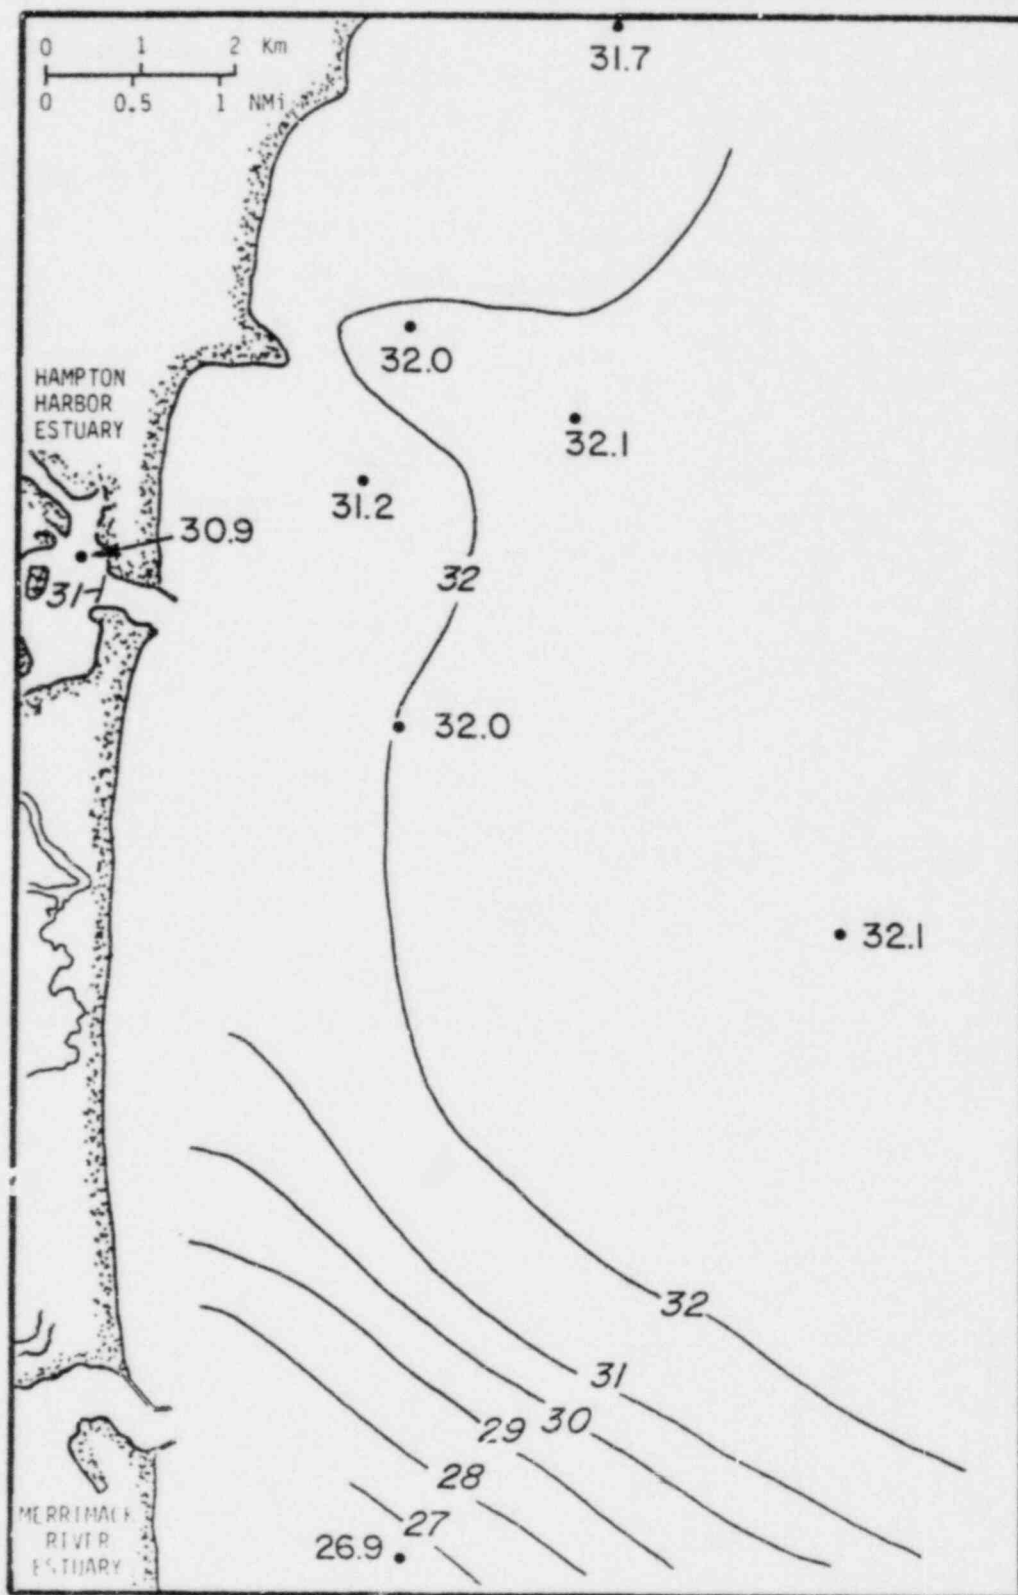 0 1 2 Km
0 0.5 1 NMi
31.7
32.0
HAMPTON
HARBOR
ESTUARY
32.1
31.2
30.9
32
31
32.0
32.1
32
31
30
29
28
27
26.9
MERRIMACK
RIVER
ESTUARY